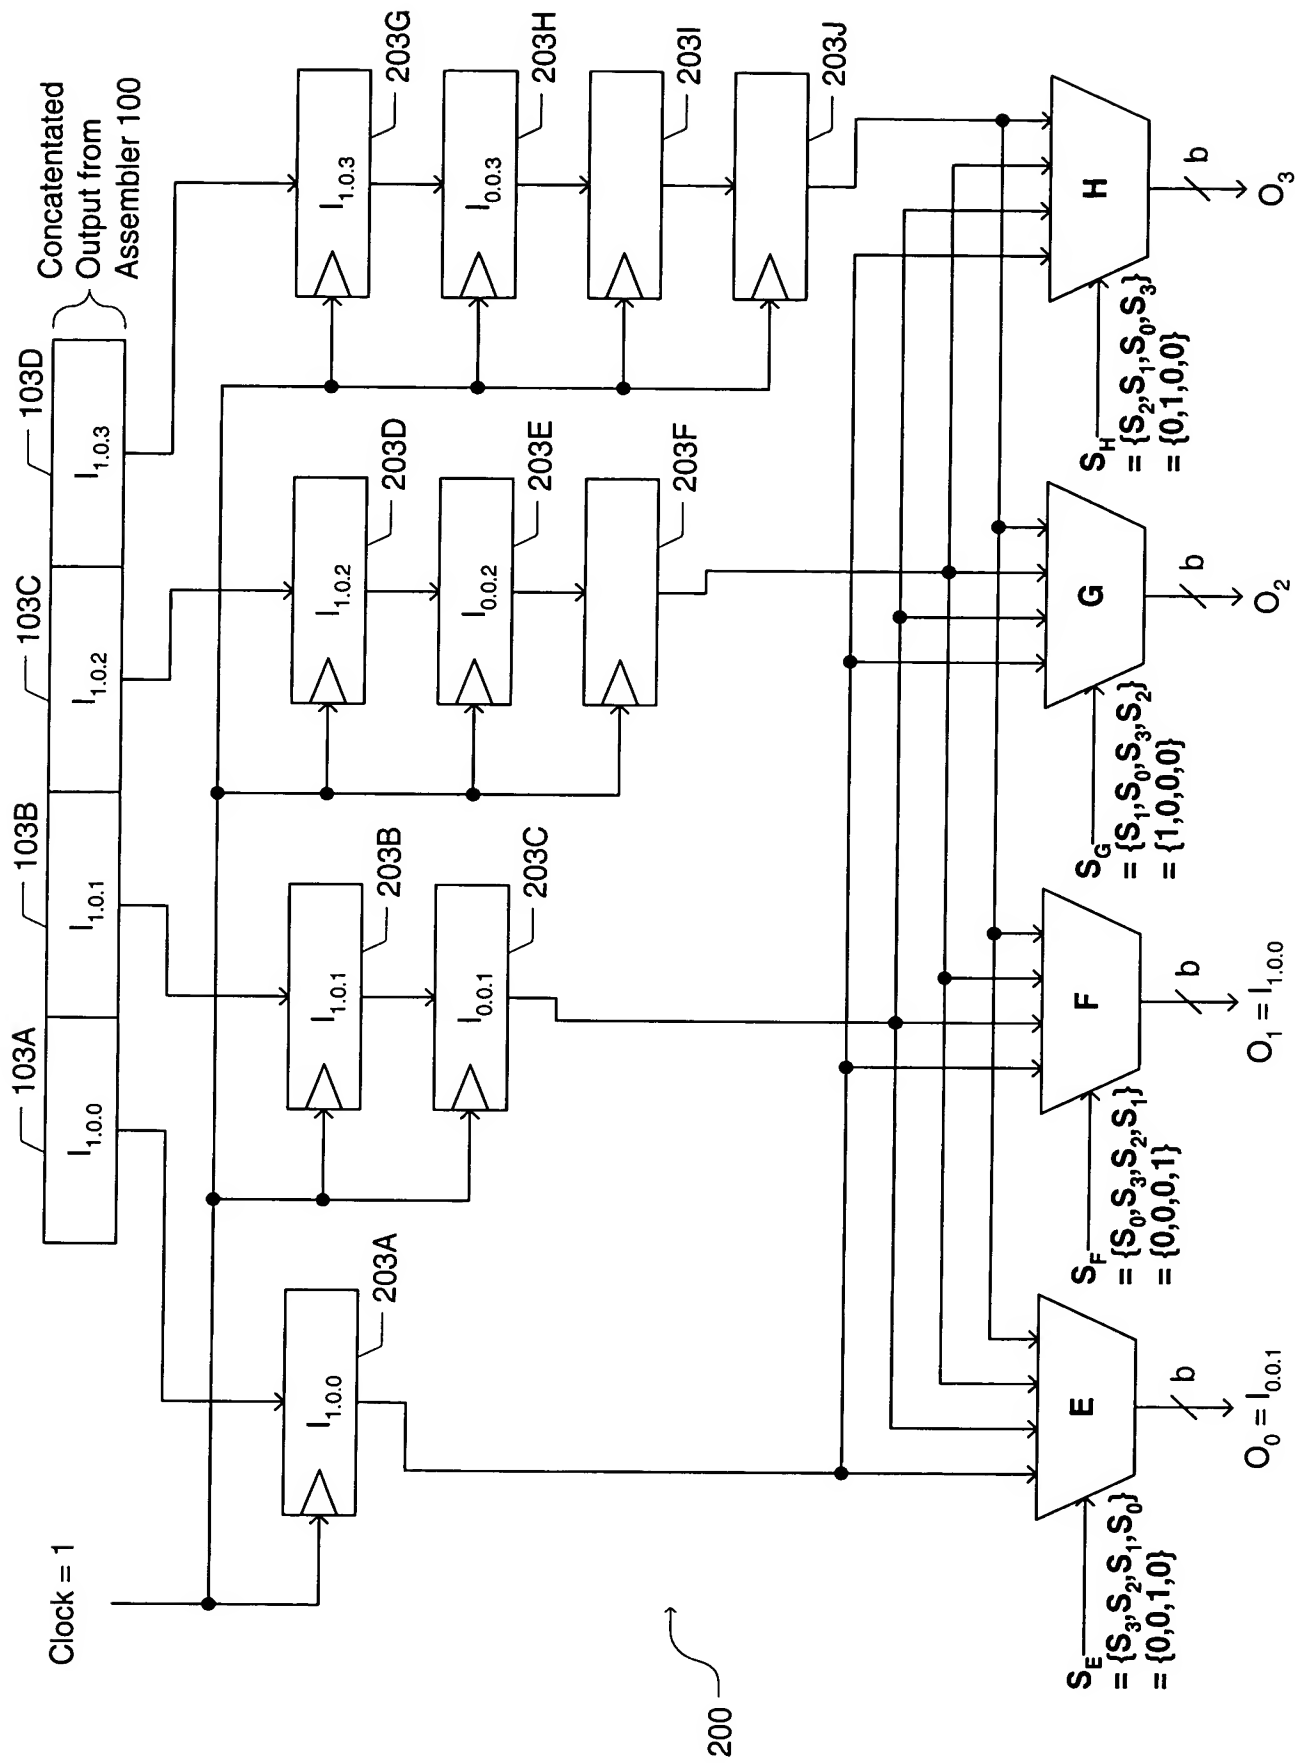 Concatentated
Output from
Assembler 100
103A
103B
103C
103D
I1.0.0
I1.0.1
I1.0.2
I1.0.3
Clock = 1
I1.0.0
203A
I1.0.1
203B
I0.0.1
203C
I1.0.2
203D
I0.0.2
203E
203F
I1.0.3
203G
I0.0.3
203H
203I
203J
200
E
F
G
H
SE
= {S3,S2,S1,S0}
= {0,0,1,0}
SF
= {S0,S3,S2,S1}
= {0,0,0,1}
SG
= {S1,S0,S3,S2}
= {1,0,0,0}
SH
= {S2,S1,S0,S3}
= {0,1,0,0}
b
b
b
b
O0 = I0.0.1
O1 = I1.0.0
O2
O3